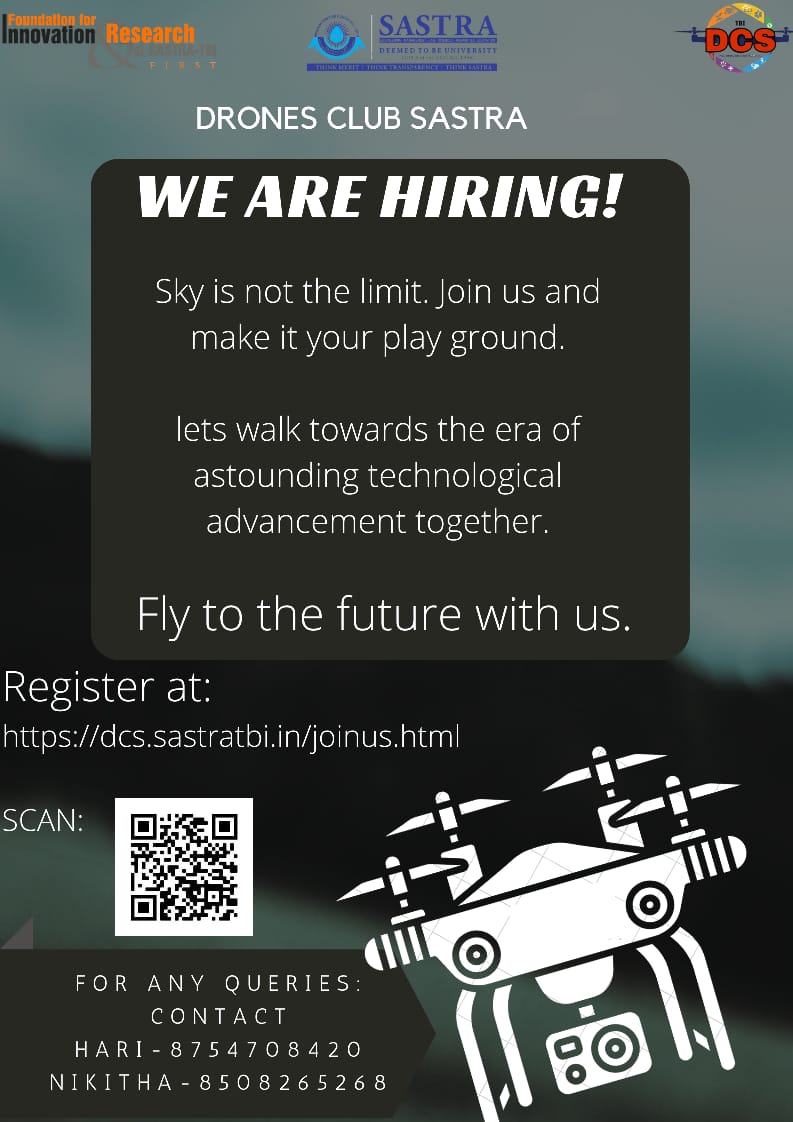 Foundation for
Innovation Research
& @ SASTRA-TBI
FIRST
SASTRA
DEEMED TO BE UNIVERSITY
THINK MERIT | THINK TRANSPARENCY | THINK SASTRA
TBI
DCS
DRONES CLUB SASTRA
WE ARE HIRING!
Sky is not the limit. Join us and
make it your play ground.
lets walk towards the era of
astounding technological
advancement together.
Fly to the future with us.
Register at:
https://dcs.sastratbi.in/joinus.html
SCAN:
FOR ANY QUERIES:
CONTACT
HARI-8754708420
NIKITHA-8508265268